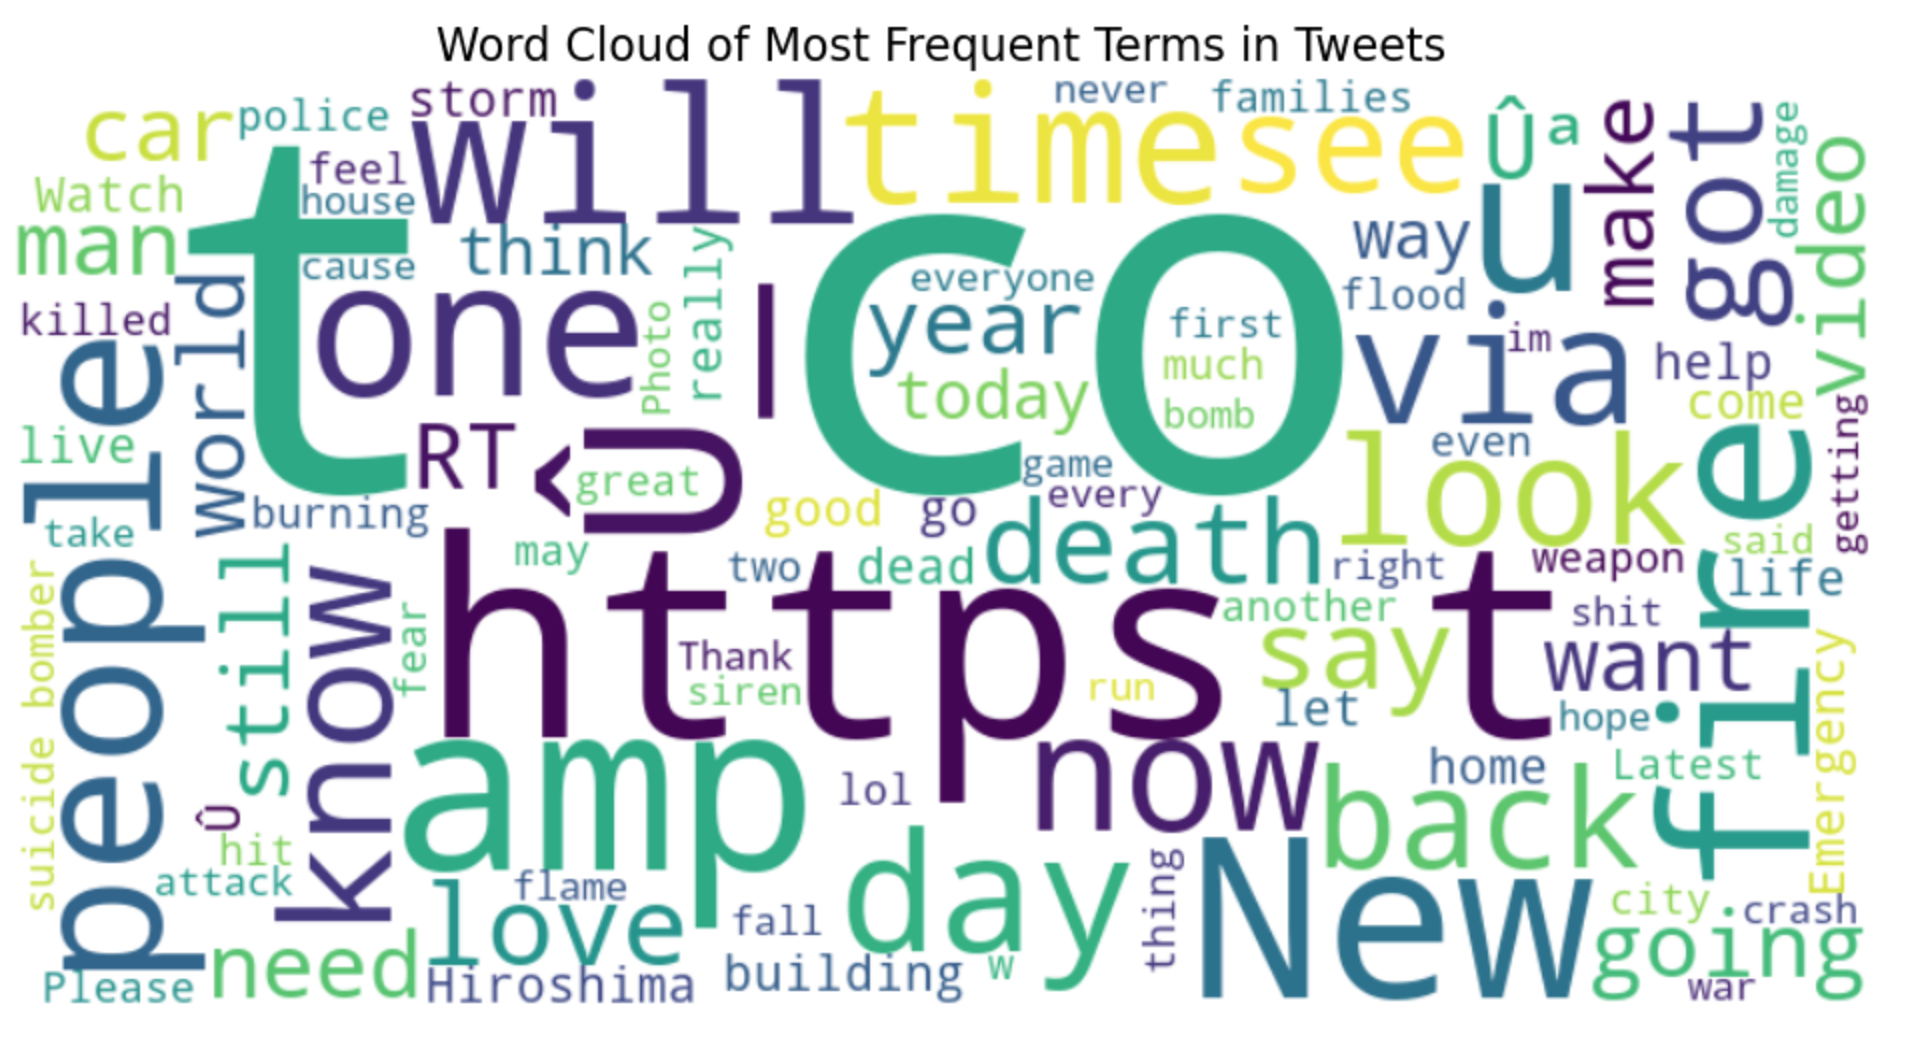 Word Cloud of Most Frequent Terms in Tweets
car
police
storm
will
time
see
never
families
Û a
make
got
damage
video
Watch
feel
house
man
t co
cause
think
really
way
u
killed
world
one
Photo
I
everyone
year
first
flood
im
via
help
today
much
bomb
come
people
live
RT
Û
great
game
every
even
look
getting
take
burning
good
go
death
said
fire
still
know
may
two
dead
right
weapon
life
suicide bomber
fear
https t
Thank
siren
run
another
say
shit
want
let
hope
Emergency
amp
lol
now
home
Latest
back
Û
hit
attack
flame
love
fall
day
thing
New
city
crash
going
Please
need
Hiroshima
building
w
war